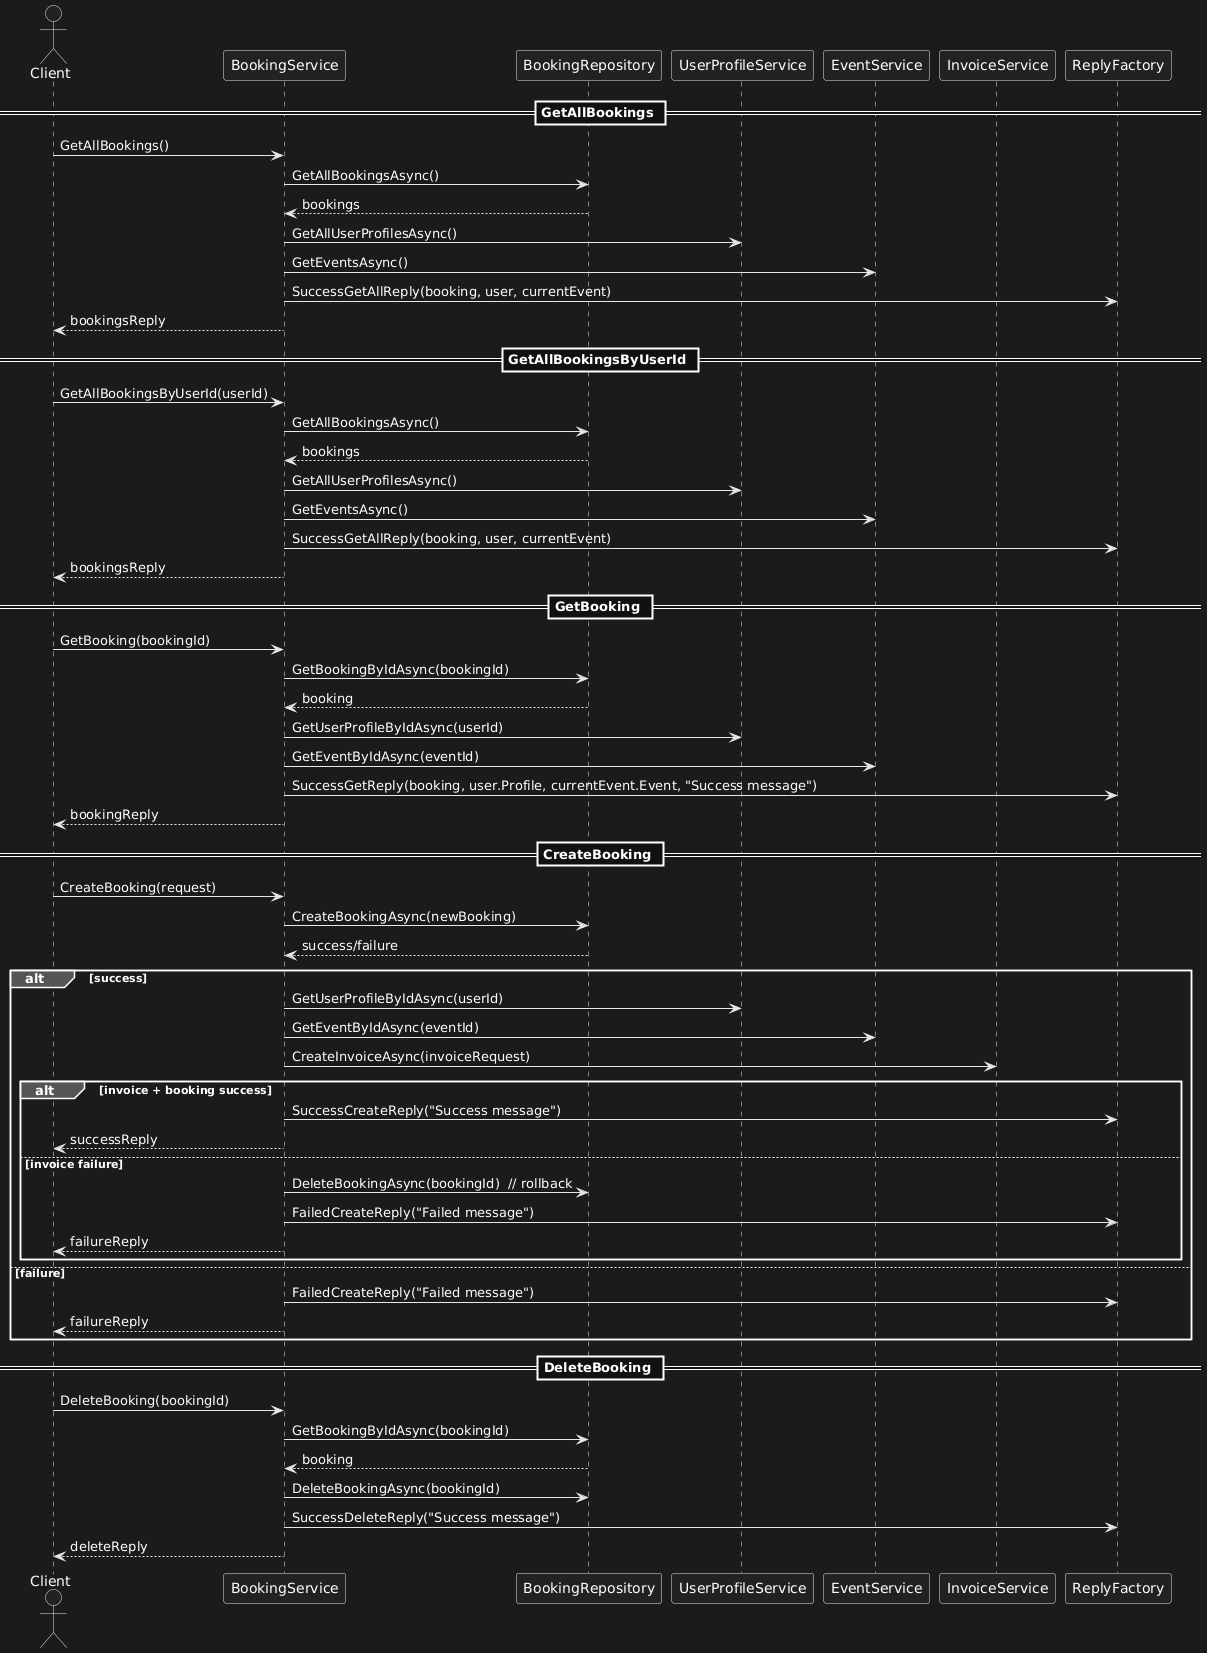 Client
BookingService
BookingRepository
UserProfileService
EventService
InvoiceService
ReplyFactory
GetAllBookings
GetAllBookings()
GetAllBookingsAsync()
bookings
GetAllUserProfilesAsync()
GetEventsAsync()
SuccessGetAllReply(booking, user, currentEvent)
bookingsReply
GetAllBookingsByUserId
GetAllBookingsByUserId(userId)
GetAllBookingsAsync()
bookings
GetAllUserProfilesAsync()
GetEventsAsync()
SuccessGetAllReply(booking, user, currentEvent)
bookingsReply
GetBooking
GetBooking(bookingId)
GetBookingByIdAsync(bookingId)
booking
GetUserProfileByIdAsync(userId)
GetEventByIdAsync(eventId)
SuccessGetReply(booking, user.Profile, currentEvent.Event, "Success message")
bookingReply
CreateBooking
CreateBooking(request)
CreateBookingAsync(newBooking)
success/failure
alt [success]
GetUserProfileByIdAsync(userId)
GetEventByIdAsync(eventId)
CreateInvoiceAsync(invoiceRequest)
alt [invoice + booking success]
SuccessCreateReply("Success message")
successReply
[invoice failure]
DeleteBookingAsync(bookingId) // rollback
FailedCreateReply("Failed message")
failureReply
[failure]
FailedCreateReply("Failed message")
failureReply
DeleteBooking
DeleteBooking(bookingId)
GetBookingByIdAsync(bookingId)
booking
DeleteBookingAsync(bookingId)
SuccessDeleteReply("Success message")
deleteReply
Client
BookingService
BookingRepository
UserProfileService
EventService
InvoiceService
ReplyFactory